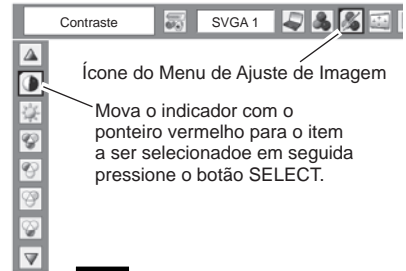 Contraste
SVGA 1
Ícone do Menu de Ajuste de Imagem
Mova o indicador com o
ponteiro vermelho para o item
a ser selecionadoe em seguida
pressione o botão SELECT.